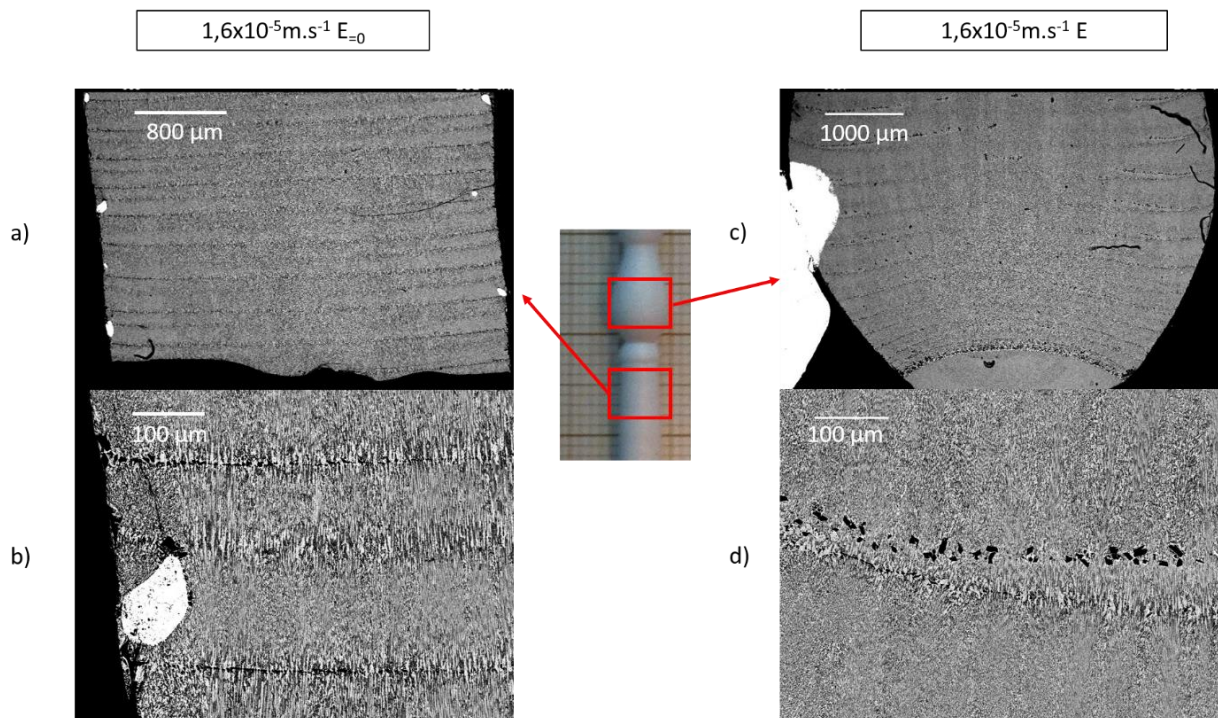 1,6x10⁻⁵m.s⁻¹ E₌₀
1,6x10⁻⁵m.s⁻¹ E
800 µm
1000 µm
a)
c)
100 µm
100 µm
b)
d)